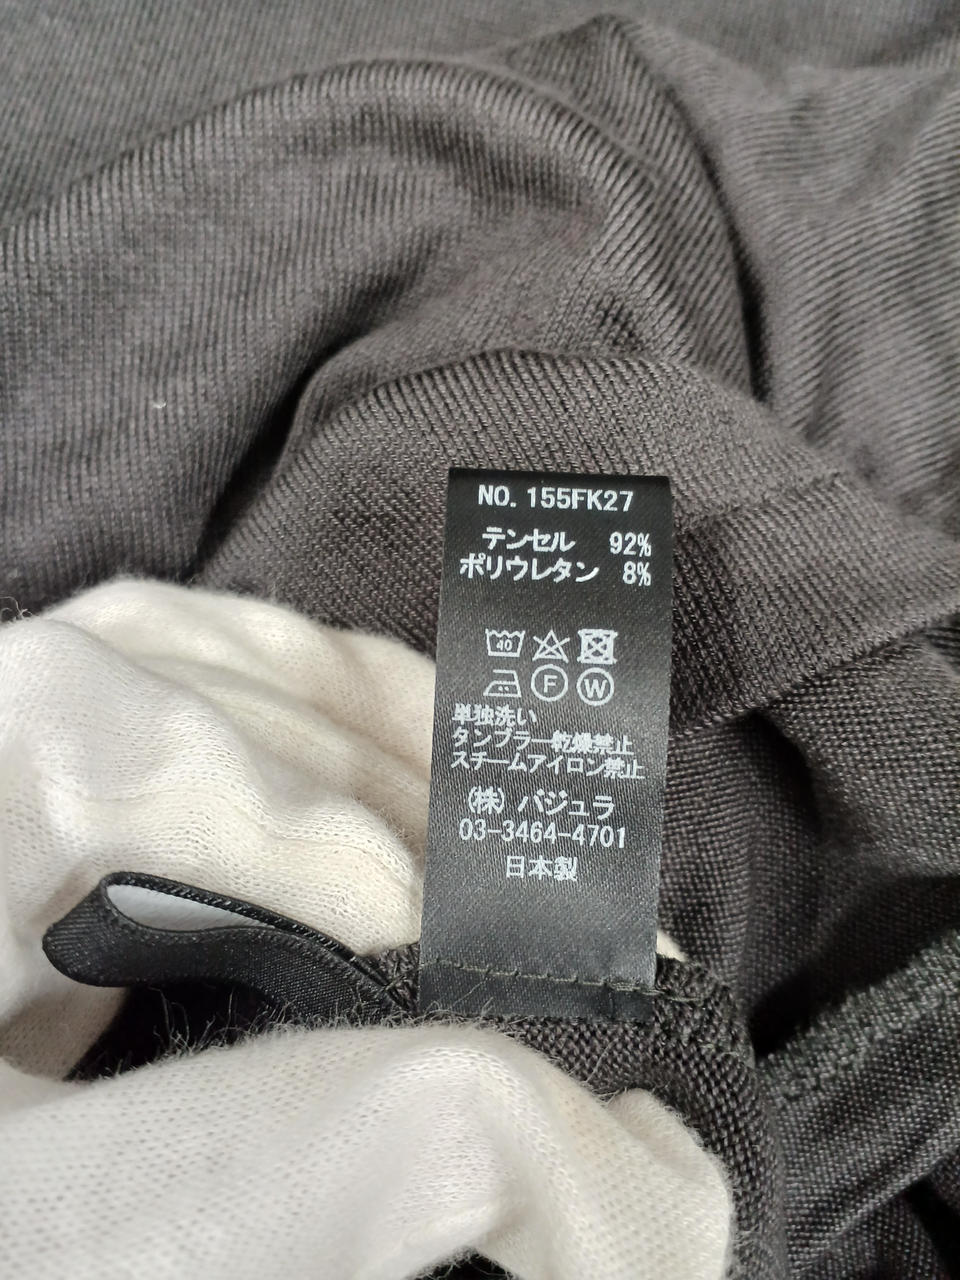 NO. 155FK27
テンセル 92%
ポリウレタン 8%
40
F W
単独洗い
タンブラー乾燥禁止
スチームアイロン禁止
(株) バジュラ
03-3464-4701
日本製